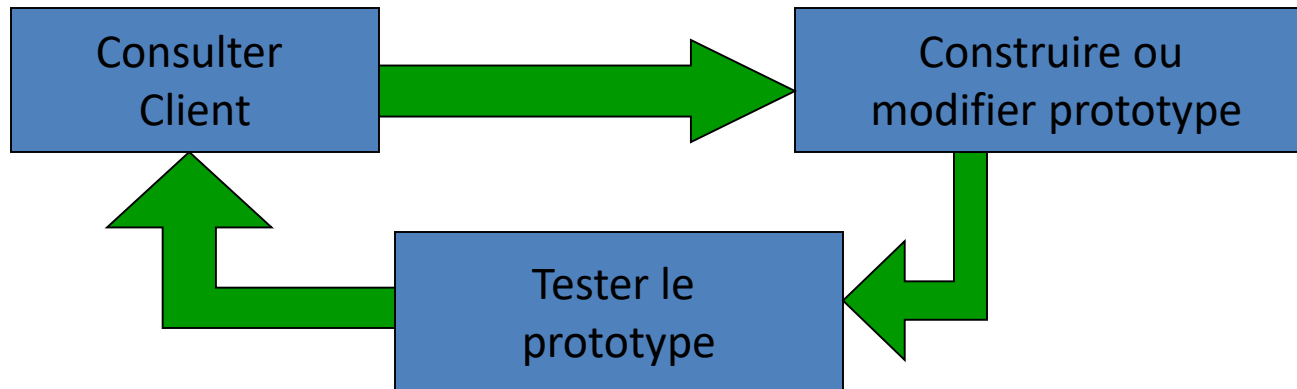 Consulter
Client
Construire ou
modifier prototype
Tester le
prototype